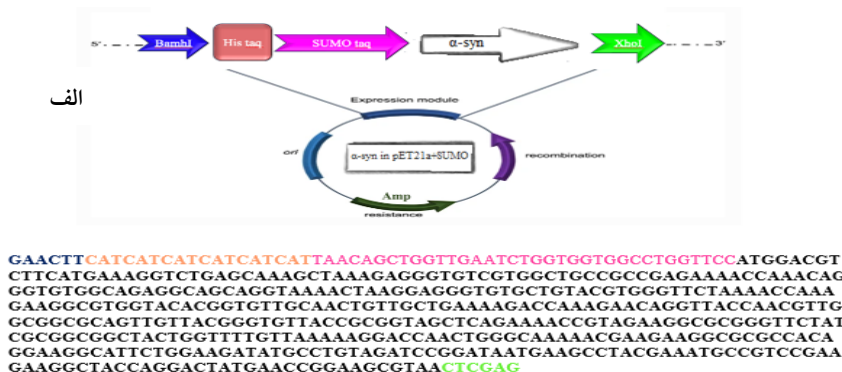 5' BamhI His taq SUMO taq α-syn XhoI 3'
الف
Expression module
ori
α-syn in pET21a+8UMO
recombination
Amp
resistance
GAACTTCATCATCATCATCATCATTAACAGCTGGTTGAATCTGGTGGTGGCCTGGTTCCATGGACGT
CTTCATGAAAGGTCTGAGCAAAGCTAAAGAGGGTGTCGTGGCTGCCGCCGAGAAAACCAAACAG
GGTGTGGCAGAGGCAGCAGGTAAAACTAAGGAGGGTGTGCTGTACGTGGGTTCTAAAACCAAA
GAAGGCGTGGTACACGGTGTTGCAACTGTTGCTGAAAAGACCAAAGAACAGGTTACCAACGTTG
GCGGCGCAGTTGTTACGGGTGTTACCGCGGTAGCTCAGAAAACCGTAGAAGGCGCGGGTTCTAT
CGCGGCGGCTACTGGTTTTGTTAAAAAGGACCAACTGGGCAAAAACGAAGAAGGCGCGCCACA
GGAAGGCATTCTGGAAGATATGCCTGTAGATCCGGATAATGAAGCCTACGAAATGCCGTCCGAA
GAAGGCTACCAGGACTATGAACCGGAAGCGTAACTCGAG